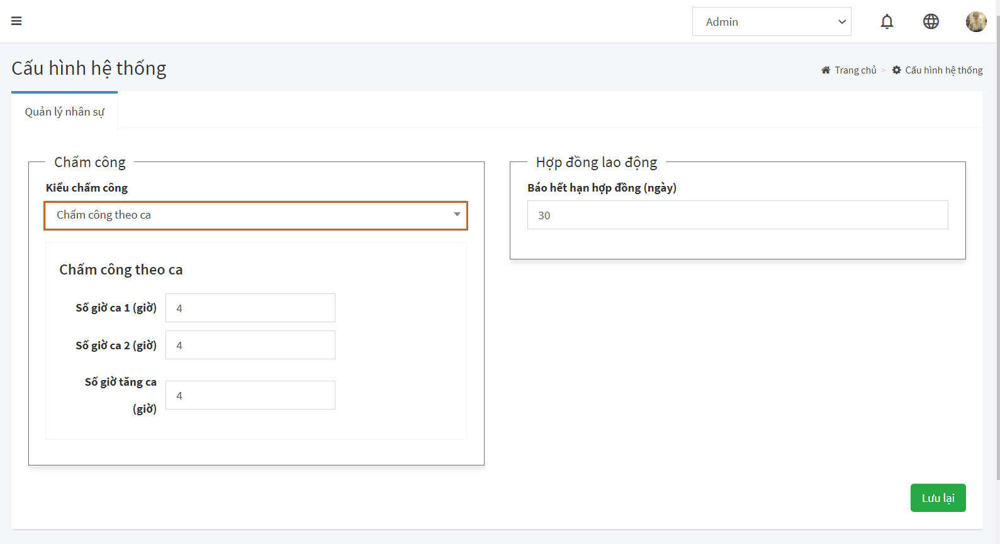 Admin
Cấu hình hệ thống
Trang chủ > Cấu hình hệ thống
Quản lý nhân sự
Chấm công
Kiểu chấm công
Chấm công theo ca
Chấm công theo ca
Số giờ ca 1 (giờ) 4
Số giờ ca 2 (giờ) 4
Số giờ tăng ca
(giờ)
4
Hợp đồng lao động
Báo hết hạn hợp đồng (ngày)
30
Lưu lại